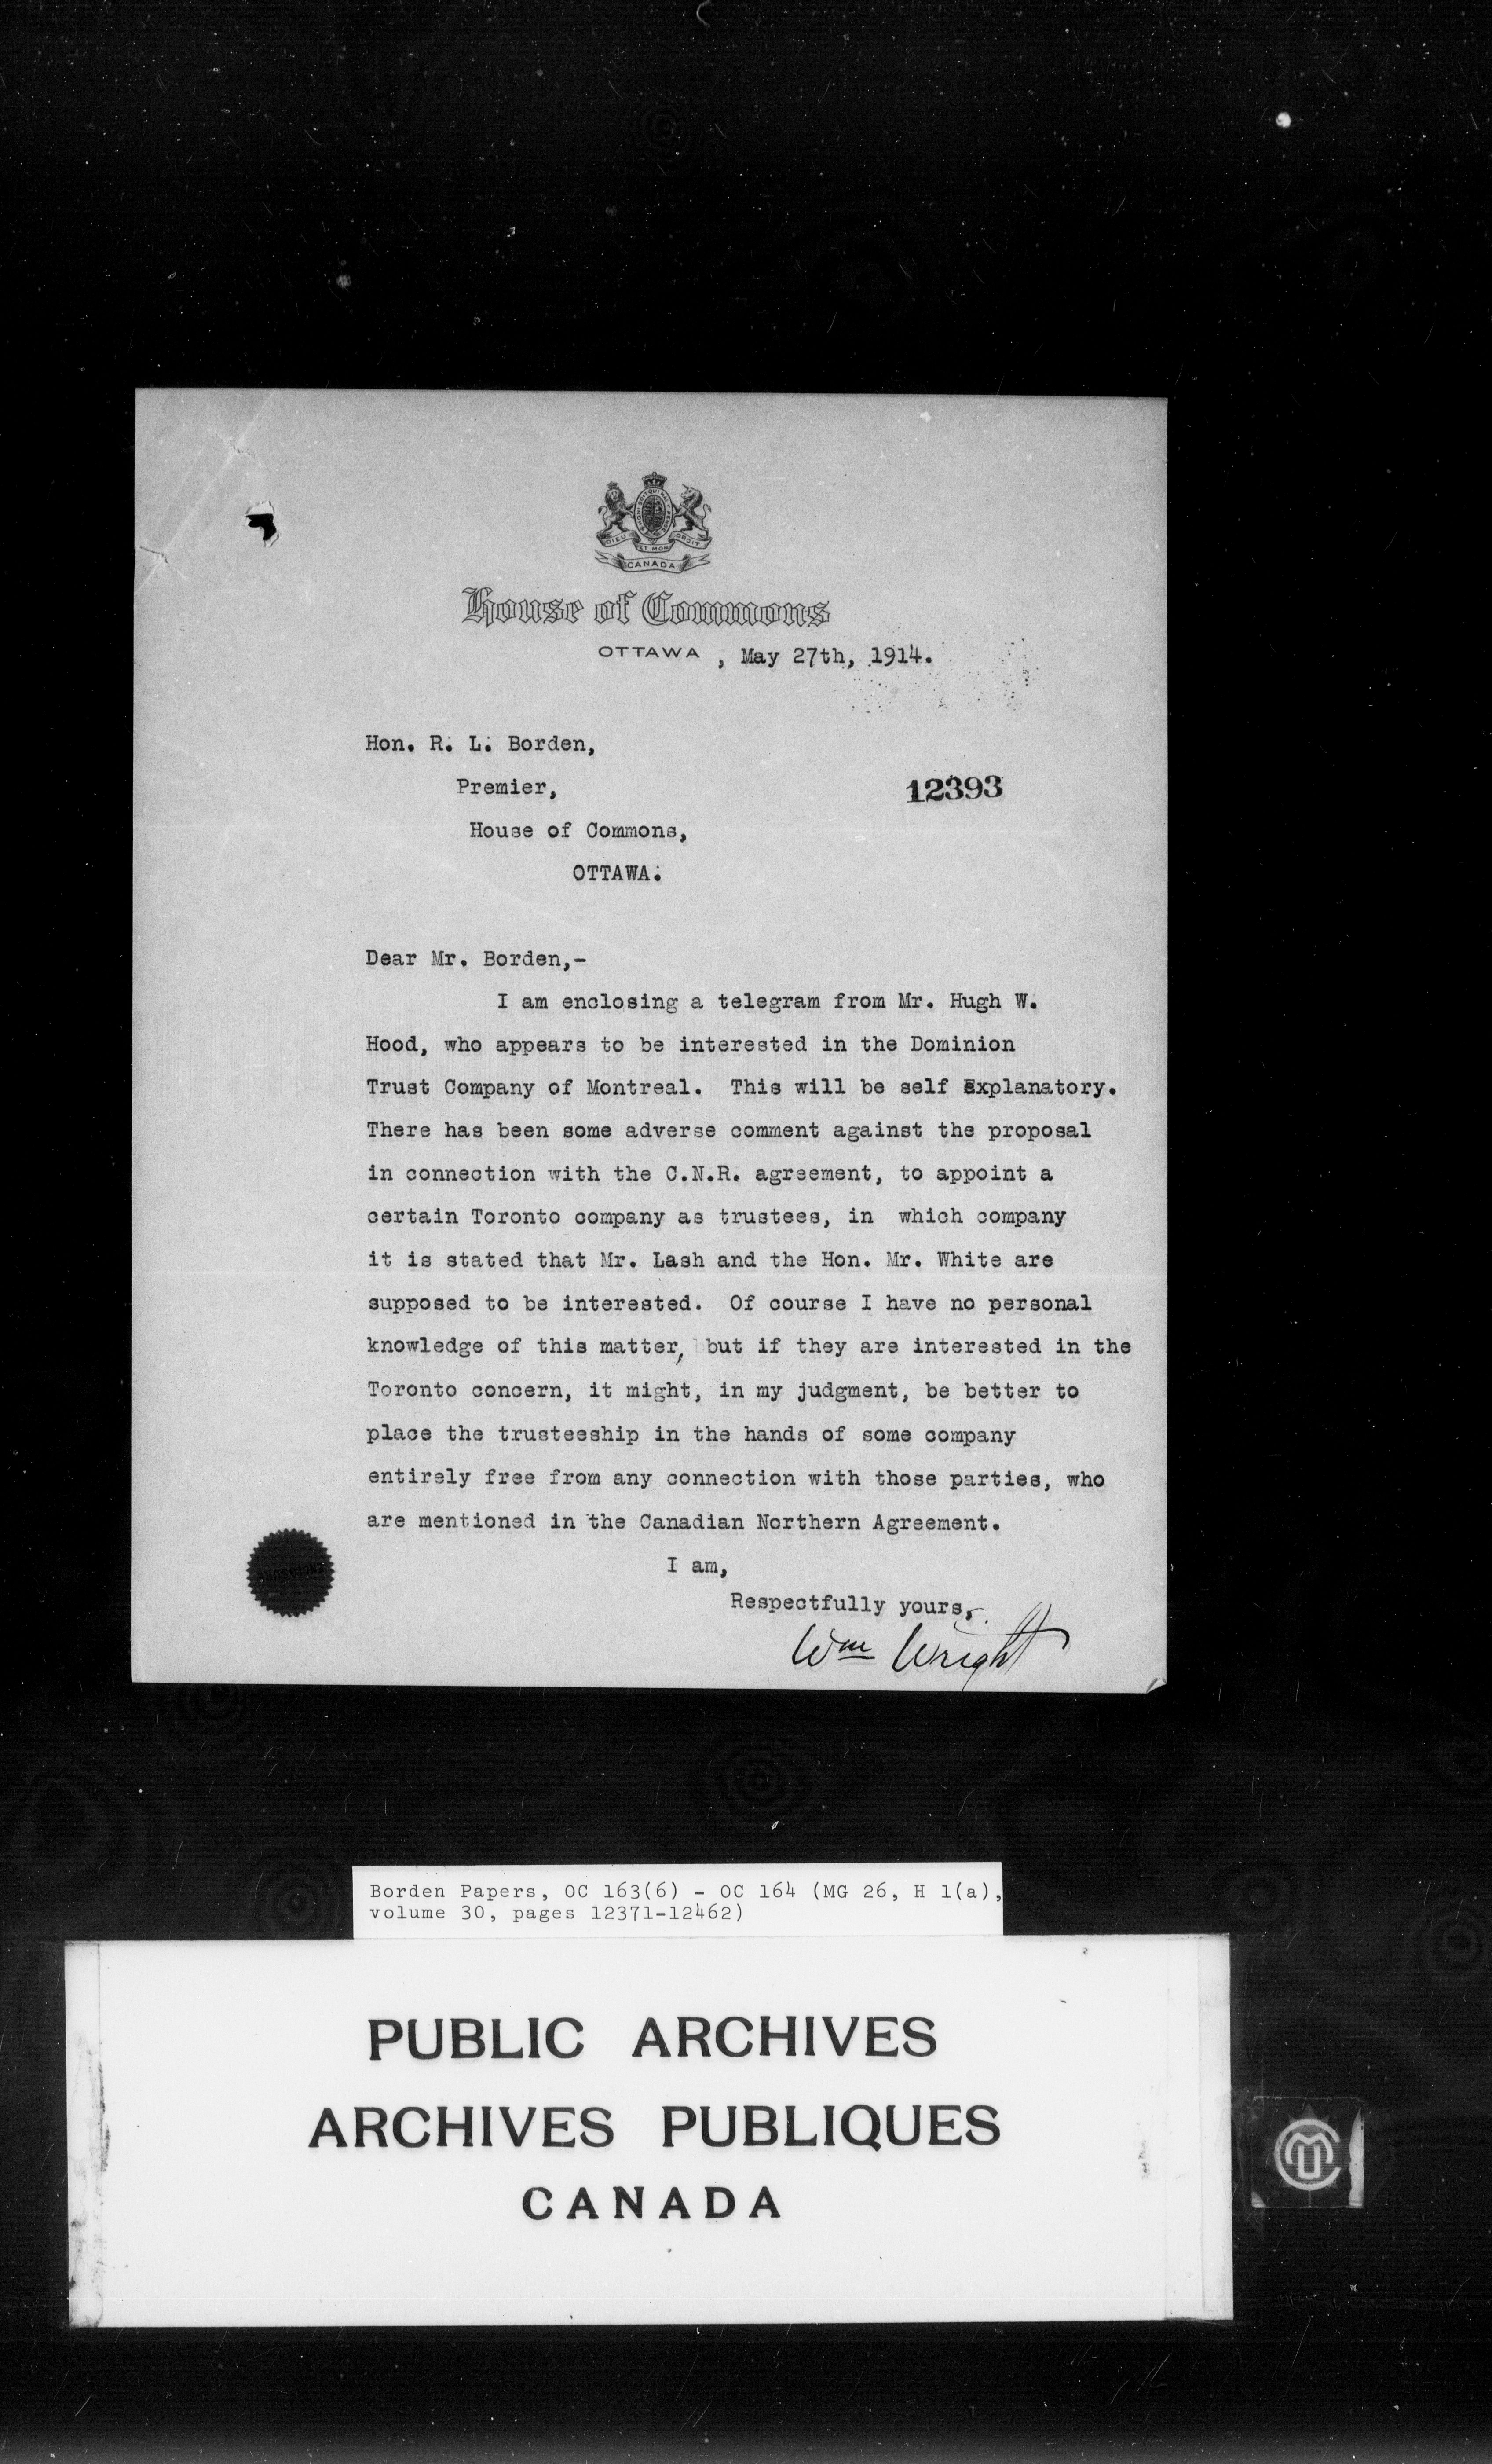 DIEU ET MON DROIT
CANADA
House of Commons
OTTAWA , May 27th, 1914.
Hon. R. L. Borden,
Premier,
12393
House of Commons,
OTTAWA.
Dear Mr. Borden,-
I am enclosing a telegram from Mr. Hugh W.
Hood, who appears to be interested in the Dominion
Trust Company of Montreal. This will be self Explanatory.
There has been some adverse comment against the proposal
in connection with the C.N.R. agreement, to appoint a
certain Toronto company as trustees, in which company
it is stated that Mr. Lash and the Hon. Mr. White are
supposed to be interested. Of course I have no personal
knowledge of this matter, but if they are interested in the
Toronto concern, it might, in my judgment, be better to
place the trusteeship in the hands of some company
entirely free from any connection with those parties, who
are mentioned in the Canadian Northern Agreement.
I am,
ENCLOSURE
Respectfully yours,
Wm Wright
Borden Papers, OC 163(6) - OC 164 (MG 26, H 1(a),
volume 30, pages 12371-12462)
PUBLIC ARCHIVES
ARCHIVES PUBLIQUES
CANADA